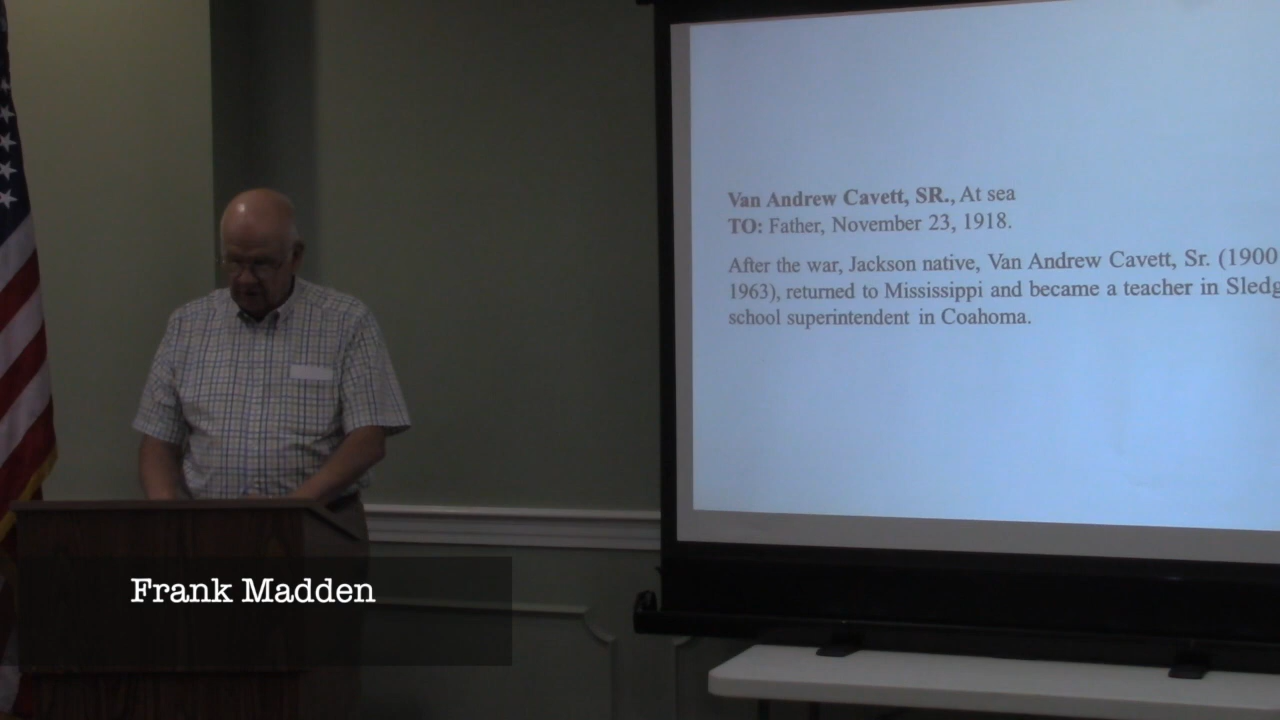 Van Andrew Cavett, SR., At sea
TO: Father, November 23, 1918.
After the war, Jackson native, Van Andrew Cavett, Sr. (1900
1963), returned to Mississippi and became a teacher in
school superintendent in Coahoma.
Frank Madden